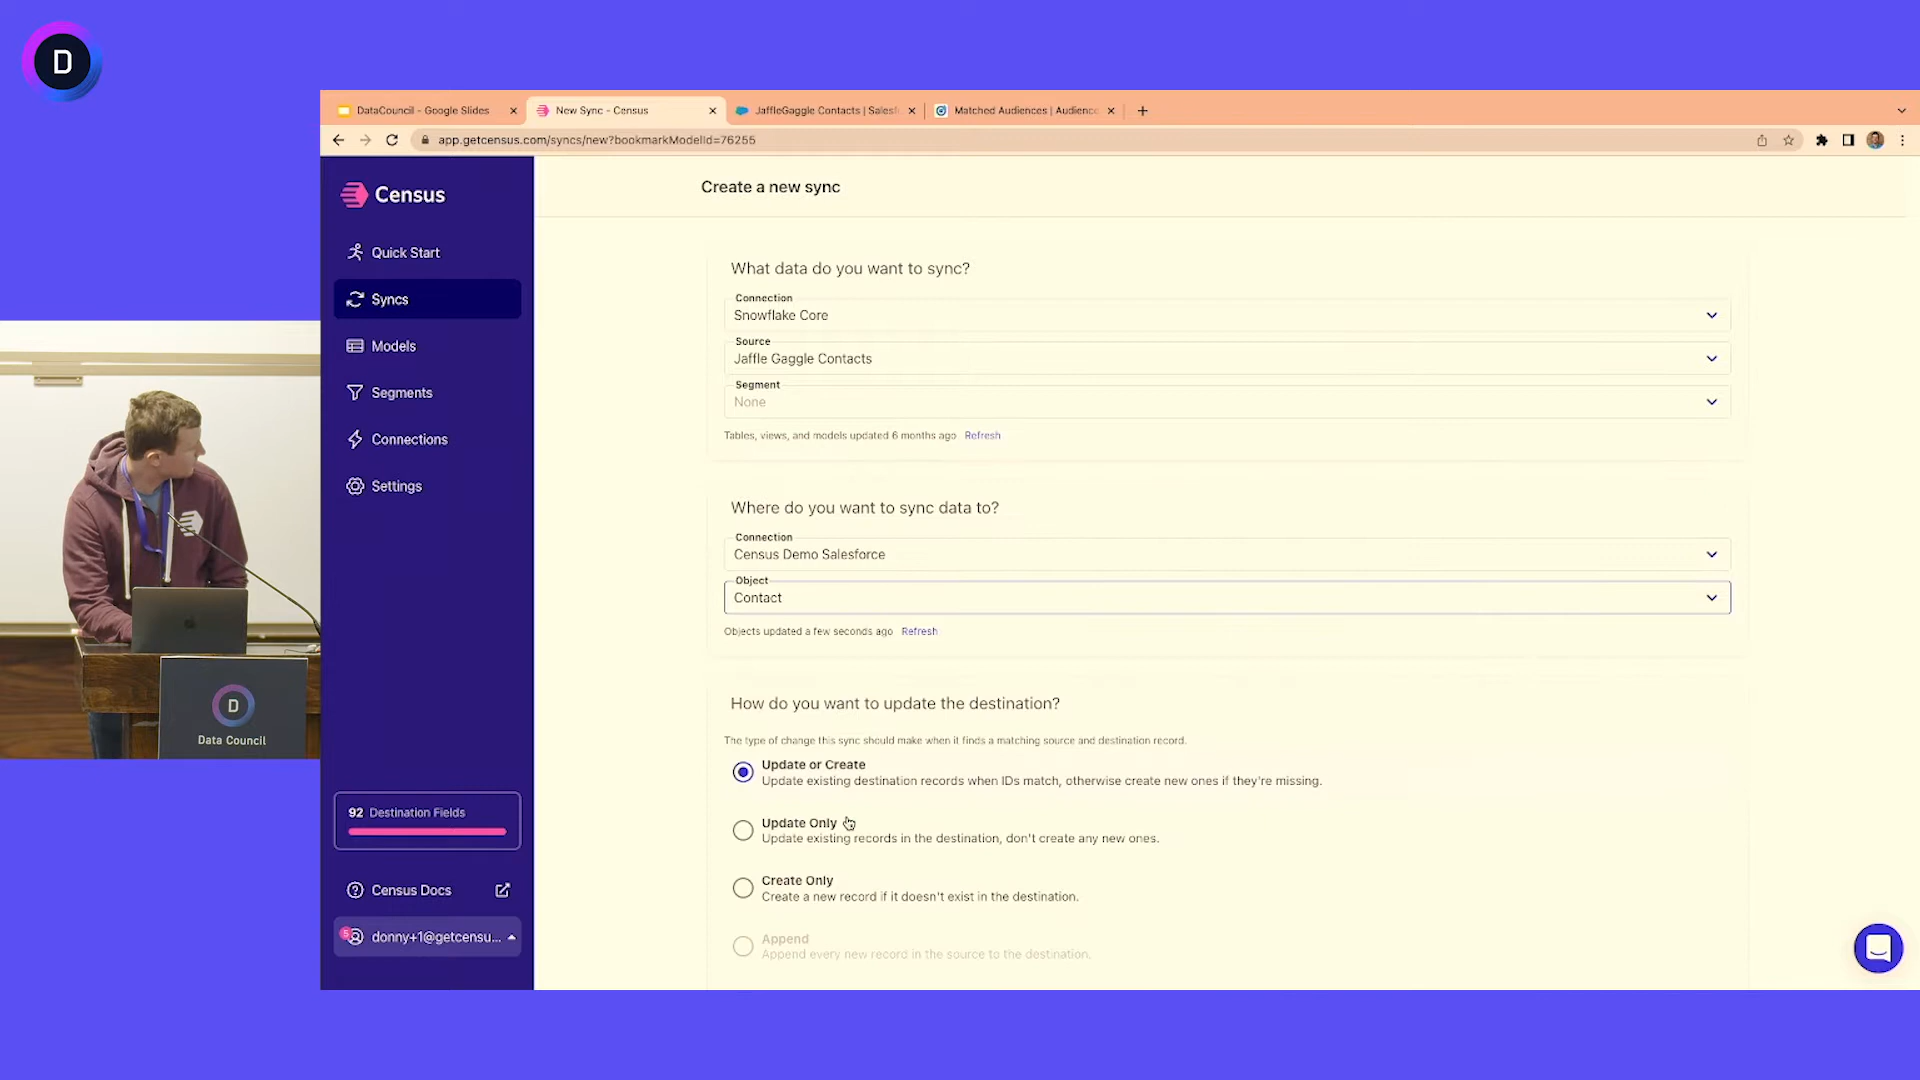 D
DataCouncil - Google Slides
New Sync - Census
JaffleGaggle Contacts | Salesf
Matched Audiences | Audience
app.getcensus.com/syncs/new?bookmarkModelId=76255
Census
Quick Start
Syncs
Models
Segments
Connections
Settings
92 Destination Fields
Census Docs
5
donny+1@getcensu...
Create a new sync
What data do you want to sync?
Connection
Snowflake Core
Source
Jaffle Gaggle Contacts
Segment
None
Tables, views, and models updated 6 months ago Refresh
Where do you want to sync data to?
Connection
Census Demo Salesforce
Object
Contact
Objects updated a few seconds ago Refresh
How do you want to update the destination?
The type of change this sync should make when it finds a matching source and destination record.
Update or Create
Update existing destination records when IDs match, otherwise create new ones if they're missing.
Update Only
Update existing records in the destination, don't create any new ones.
Create Only
Create a new record if it doesn't exist in the destination.
Append
Append every new record in the source to the destination.
D
Data Council